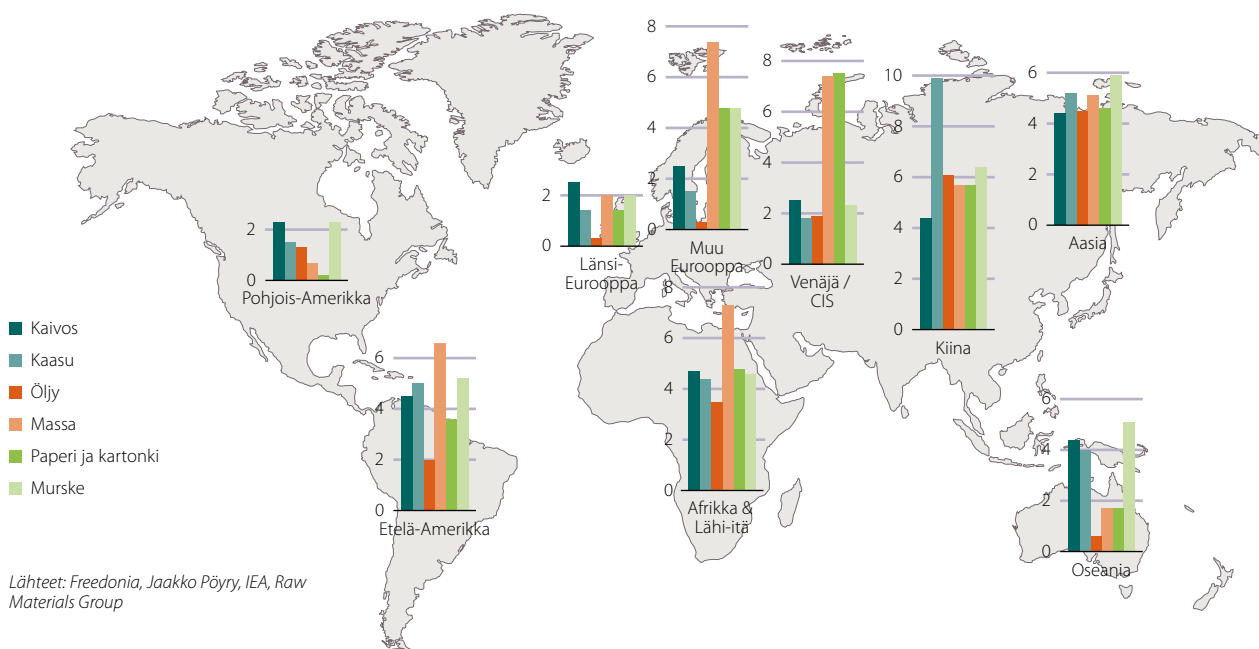 8
6
4
2
0
Muu
Eurooppa
8
6
4
2
0
Venäjä /
CIS
10
8
6
4
2
0
Kiina
6
4
2
0
Aasia
2
0
Länsi-
Eurooppa
2
0
Pohjois-Amerikka
8
6
4
2
0
Afrikka &
Lähi-itä
6
4
2
0
Etelä-Amerikka
6
4
2
0
Oseania
Kaivos
Kaasu
Öljy
Massa
Paperi ja kartonki
Murske
Lähteet: Freedonia, Jaakko Pöyry, IEA, Raw
Materials Group